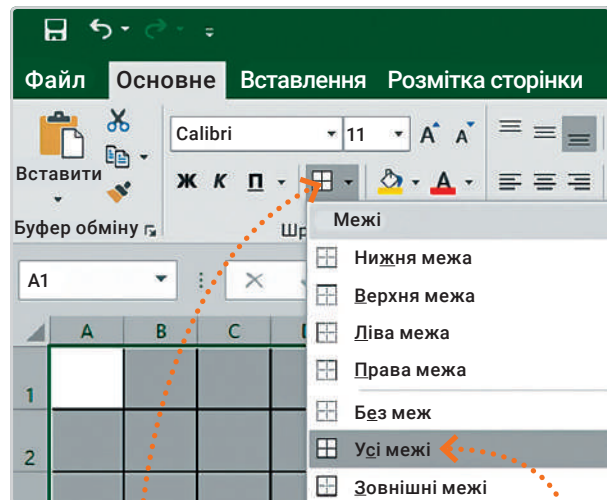 Файл Основне Вставлення Розмітка сторінки
Calibri 11 А А
Вставити Ж К П А
Буфер обміну
Межі
Нижня межа
A1
Верхня межа
A B C
Ліва межа
Права межа
1
Без меж
2
Усі межі
Зовнішні межі